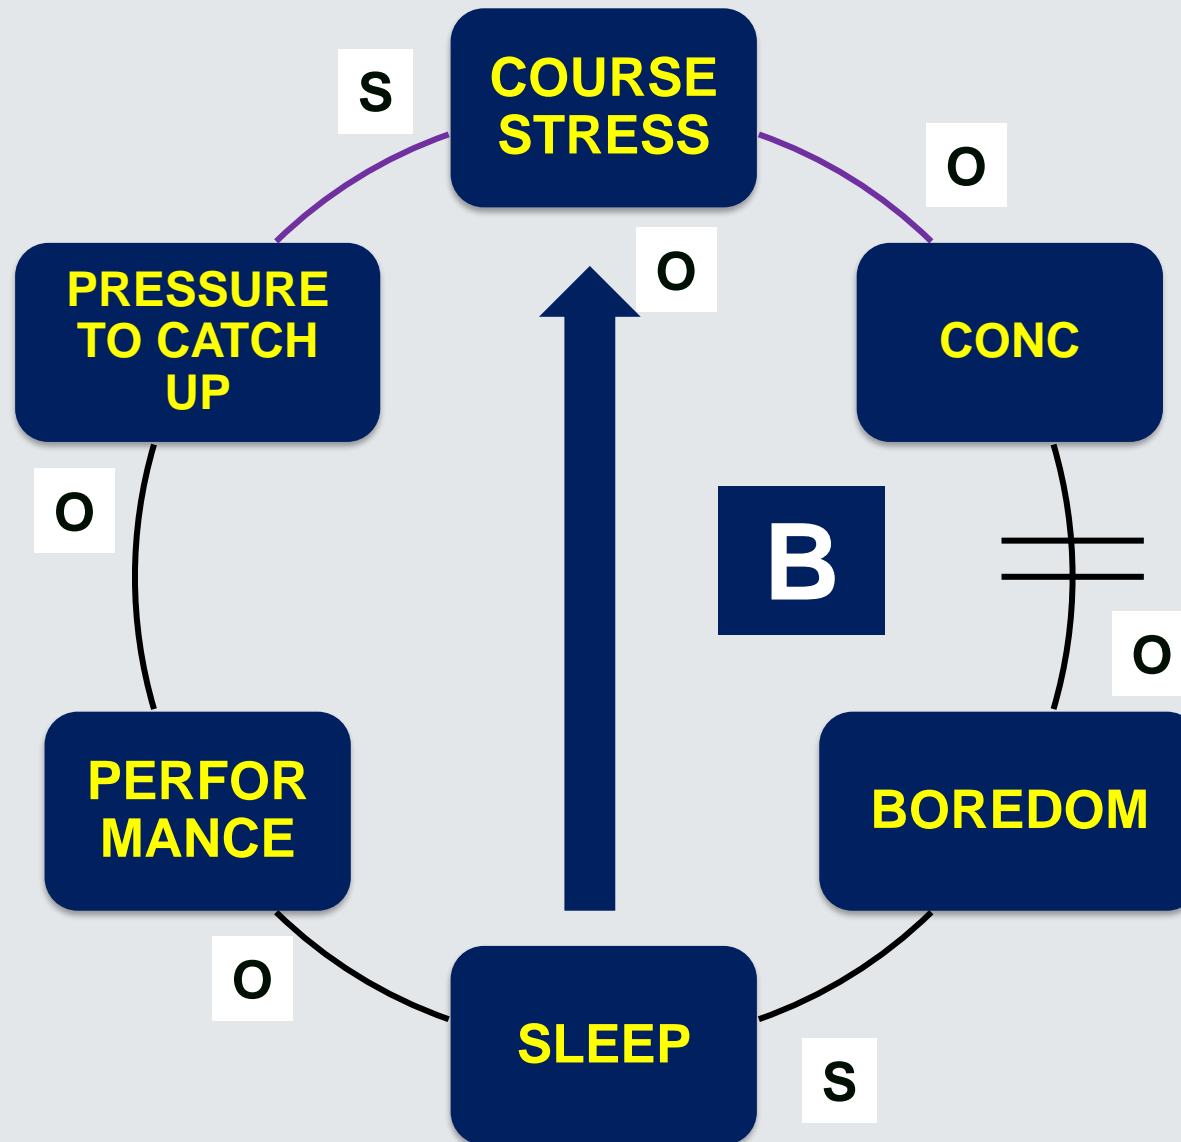 S
COURSE
STRESS
O
PRESSURE
TO CATCH
UP
O
CONC
O
B
O
PERFOR
MANCE
BOREDOM
O
SLEEP
S